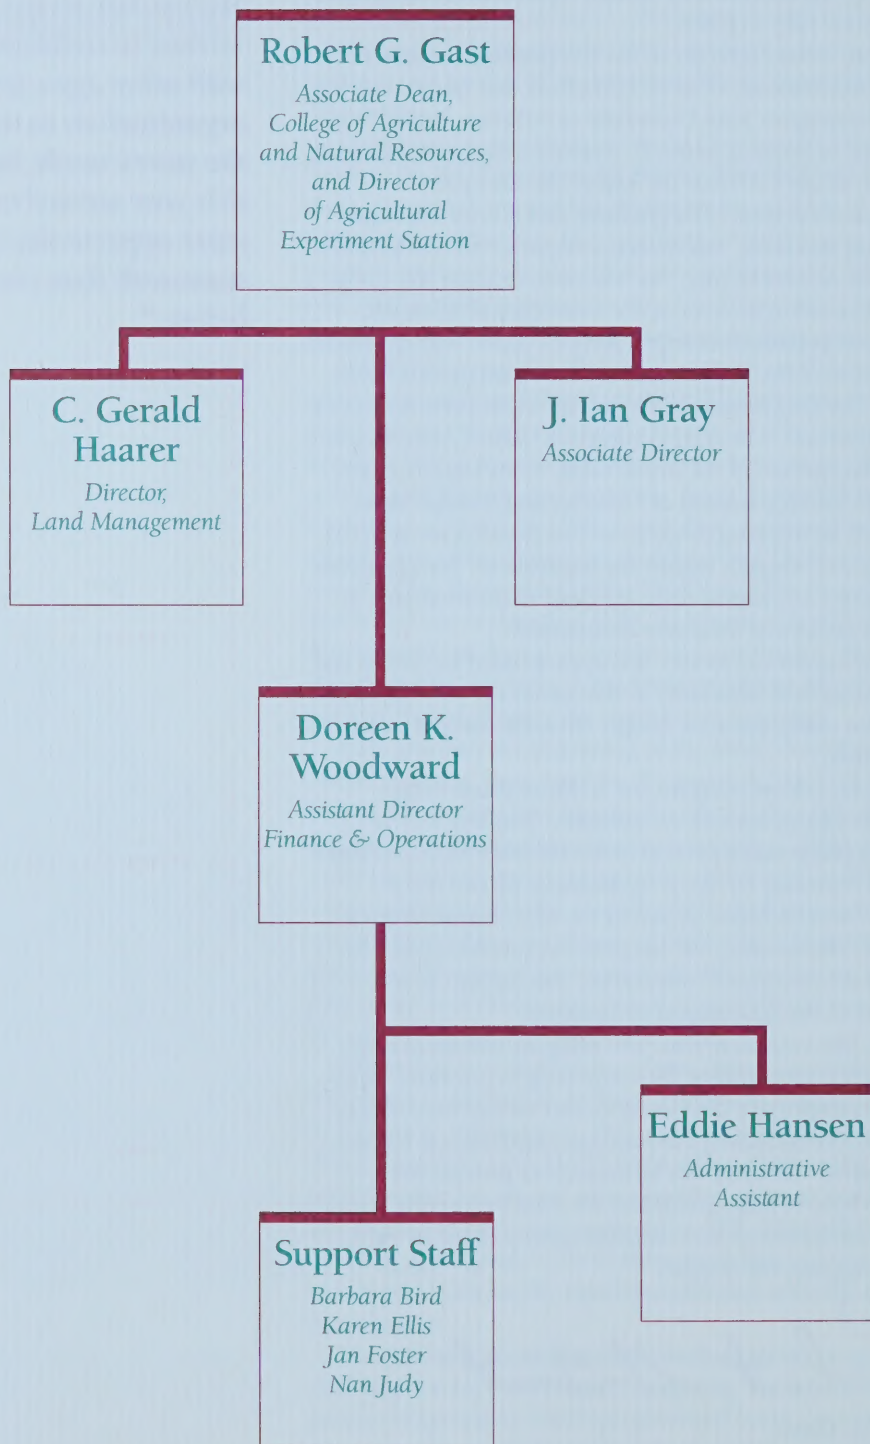 Robert G. Gast
Associate Dean,
College of Agriculture
and Natural Resources,
and Director
of Agricultural
Experiment Station
C. Gerald
Haarer
Director,
Land Management
J. Ian Gray
Associate Director
Doreen K.
Woodward
Assistant Director
Finance & Operations
Eddie Hansen
Administrative
Assistant
Support Staff
Barbara Bird
Karen Ellis
Jan Foster
Nan Judy